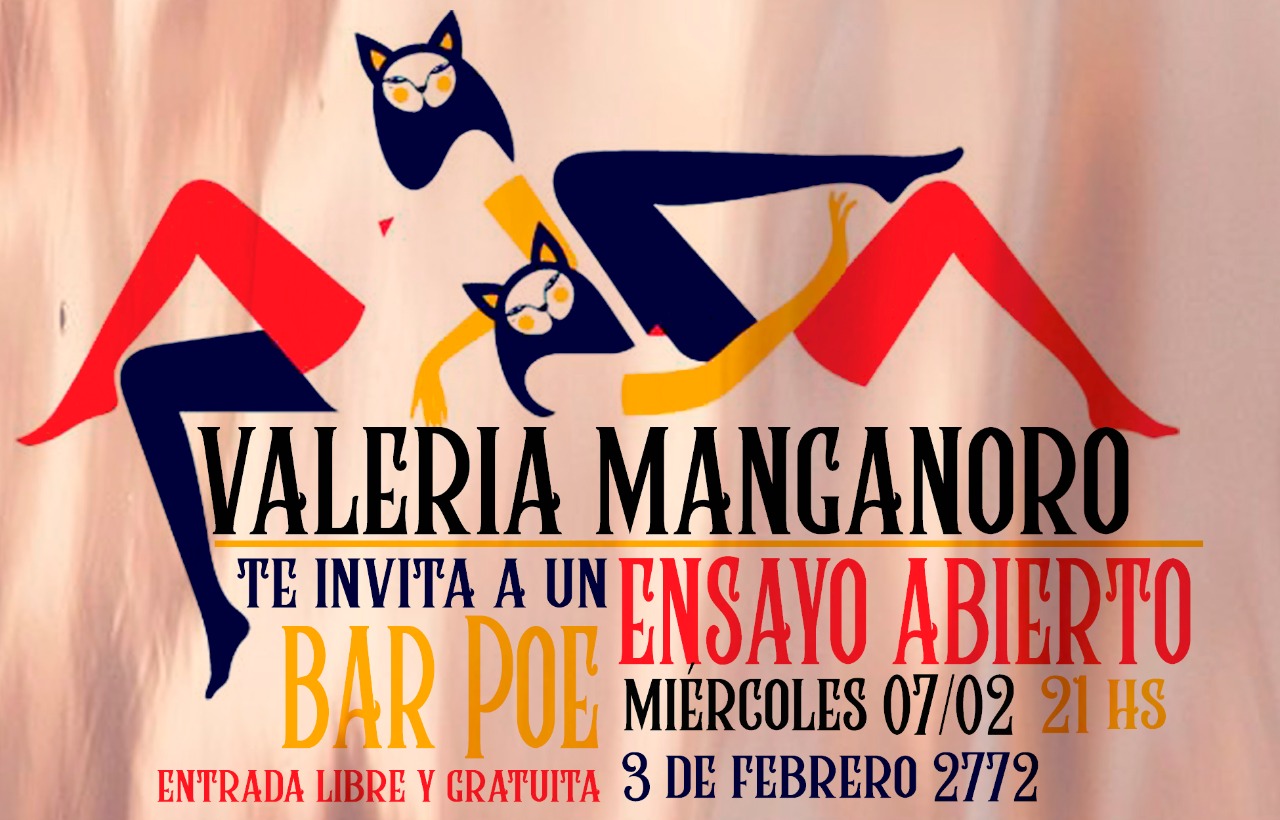 VALERIA MANGANORO
TE INVITA A UN ENSAYO ABIERTO
BAR POE
MIÉRCOLES 07/02 21 HS
ENTRADA LIBRE Y GRATUITA
3 DE FEBRERO 2772